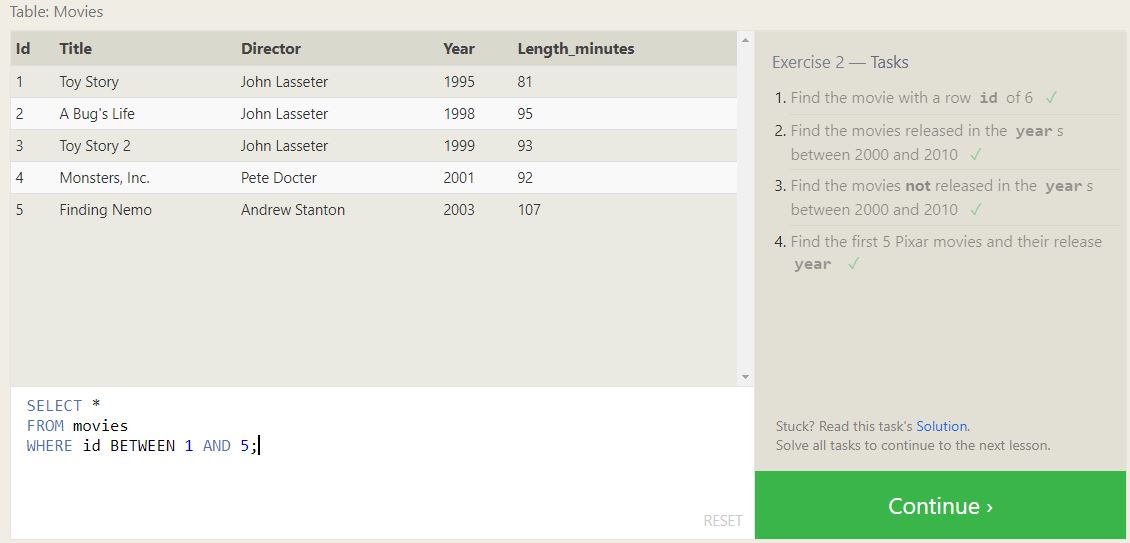 Table: Movies
Id Title Director Year Length_minutes
1 Toy Story John Lasseter 1995 81
2 A Bug's Life John Lasseter 1998 95
3 Toy Story 2 John Lasseter 1999 93
4 Monsters, Inc. Pete Docter 2001 92
5 Finding Nemo Andrew Stanton 2003 107
SELECT *
FROM movies
WHERE id BETWEEN 1 AND 5;
RESET
Exercise 2 — Tasks
1. Find the movie with a row id of 6 ✓
2. Find the movies released in the year s
between 2000 and 2010 ✓
3. Find the movies not released in the year s
between 2000 and 2010 ✓
4. Find the first 5 Pixar movies and their release
year ✓
Stuck? Read this task's Solution.
Solve all tasks to continue to the next lesson.
Continue ›